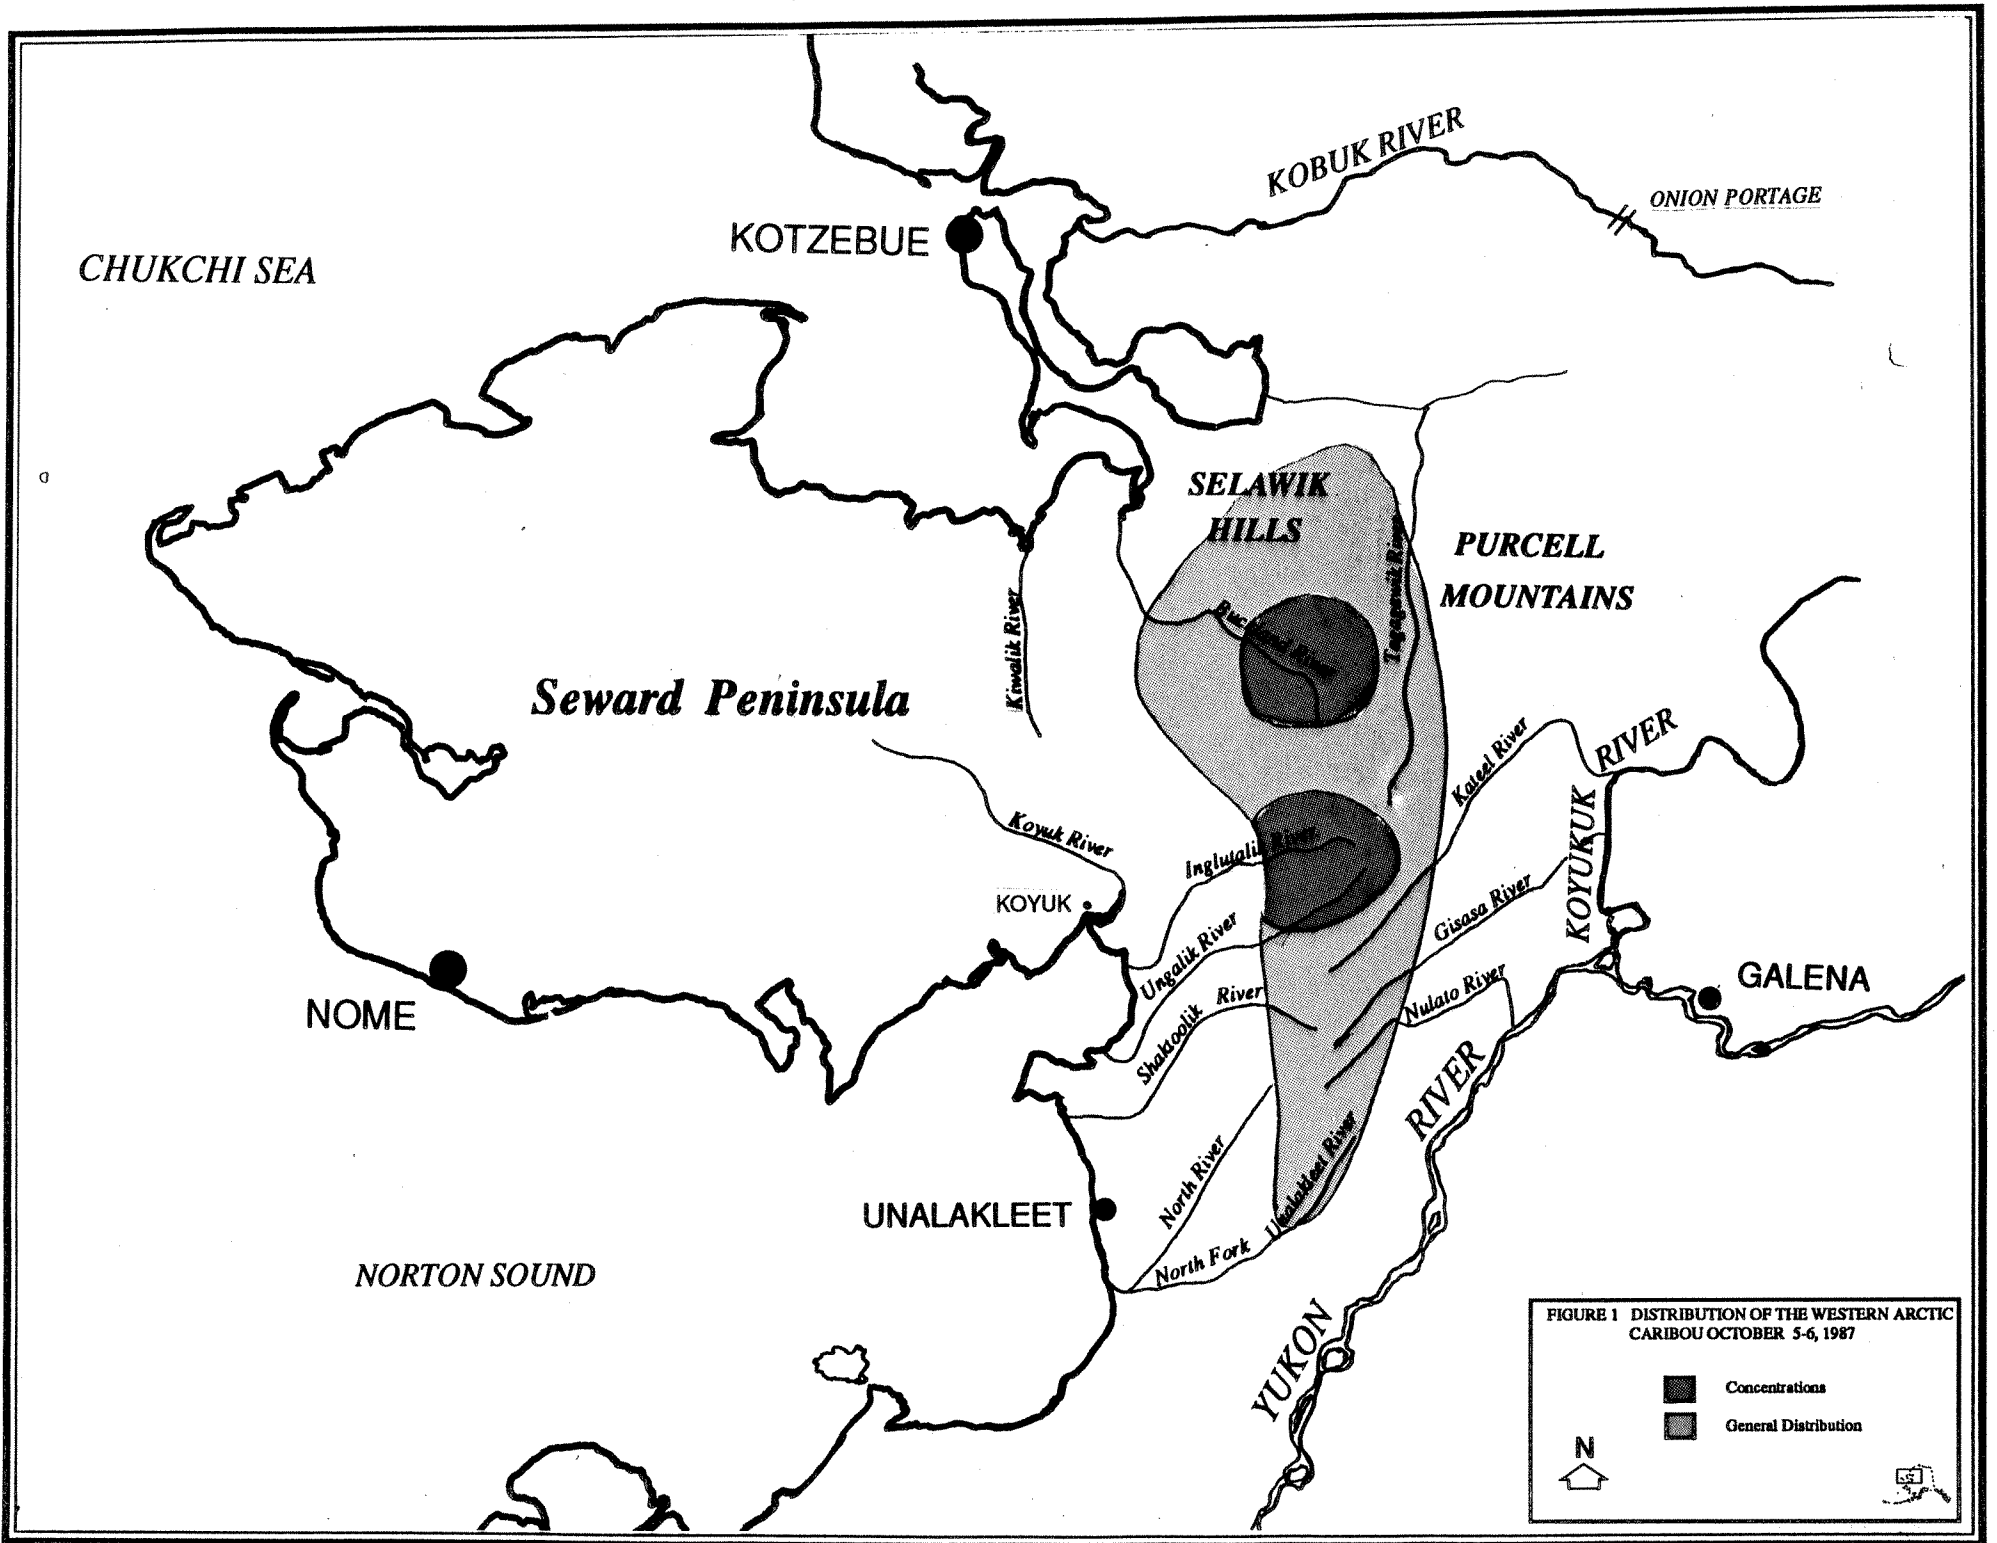 KOBUK RIVER
ONION PORTAGE
KOTZEBUE
CHUKCHI SEA
SELAWIK
HILLS
PURCELL
MOUNTAINS
Tagagawik River
Buckland River
Kiwalik River
Seward Peninsula
Kateel River
RIVER
KOYUKUK
Koyuk River
Inglutalik River
KOYUK
Gisasa River
Ungalik River
GALENA
NOME
Shaktoolik River
Nulato River
RIVER
YUKON
North River
Unalakleet River
UNALAKLEET
North Fork
NORTON SOUND
FIGURE 1 DISTRIBUTION OF THE WESTERN ARCTIC
CARIBOU OCTOBER 5-6, 1987
Concentrations
General Distribution
N